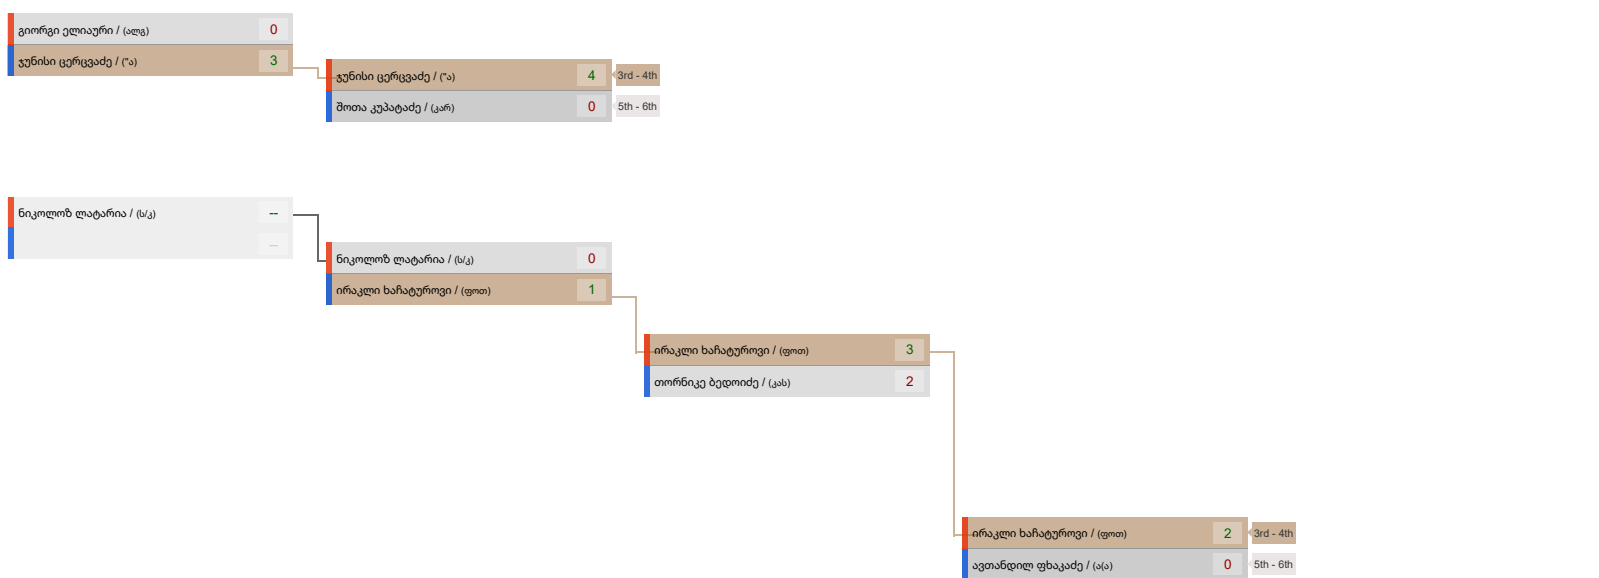 გიორგი ელიაური / (ალგ) 0
ჯუნისი ცერცვაძე / ("ა) 3
ჯუნისი ცერცვაძე / ("ა) 4 3rd - 4th
შოთა კუპატაძე / (კარ) 0 5th - 6th
ნიკოლოზ ლატარია / (ს/კ) --
--
ნიკოლოზ ლატარია / (ს/კ) 0
ირაკლი ხაჩატუროვი / (ფოთ) 1
ირაკლი ხაჩატუროვი / (ფოთ) 3
თორნიკე ბედოიძე / (კას) 2
ირაკლი ხაჩატუროვი / (ფოთ) 2 3rd - 4th
ავთანდილ ფხაკაძე / (ა(ა) 0 5th - 6th